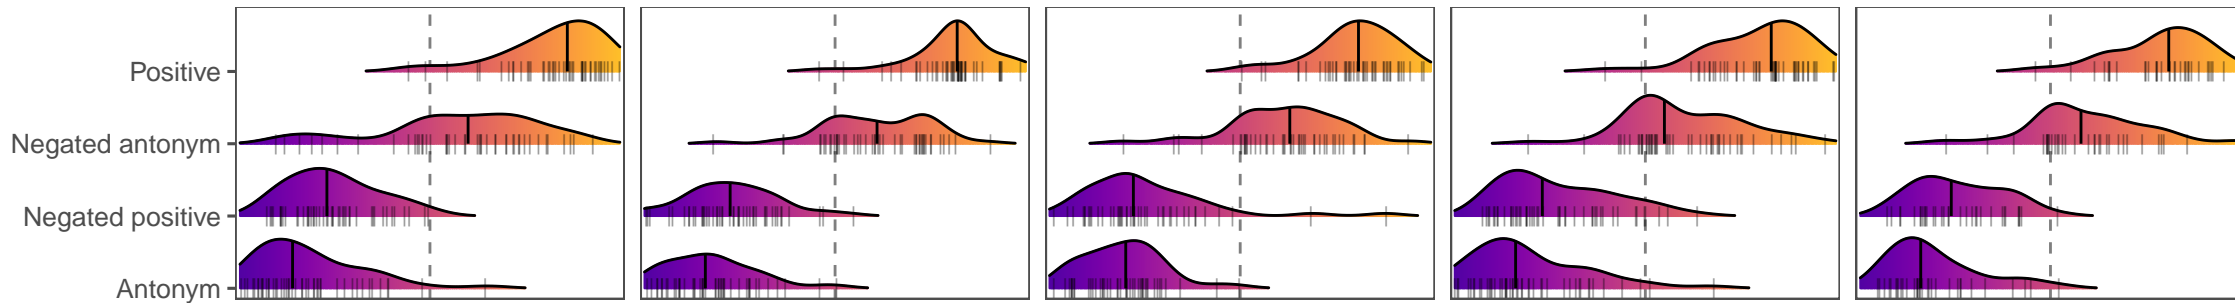 Positive
Negated antonym
Negated positive
Antonym